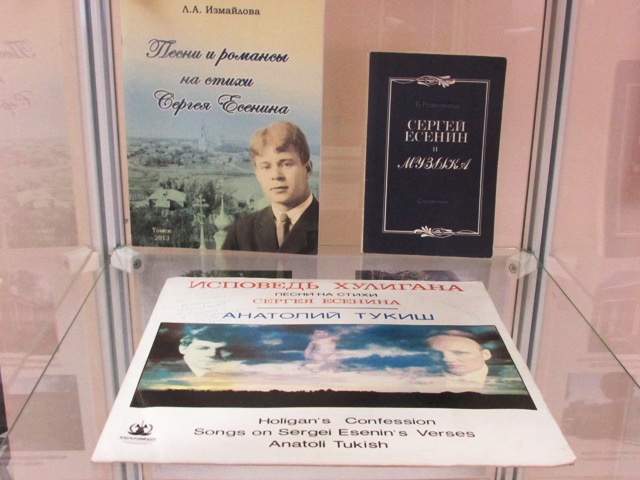 Л.А. Измайлова
Песни и романсы
на стихи
Сергея Есенина
Томск
2013
СЕРГЕЙ
ЕСЕНИН
и
МУЗЫКА
ИСПОВЕДЬ ХУЛИГАНА
ПЕСНИ НА СТИХИ
СЕРГЕЯ ЕСЕНИНА
АНАТОЛИЙ ТУКИШ
Holigan's Confession
Songs on Sergei Esenin's Verses
Anatoli Tukish